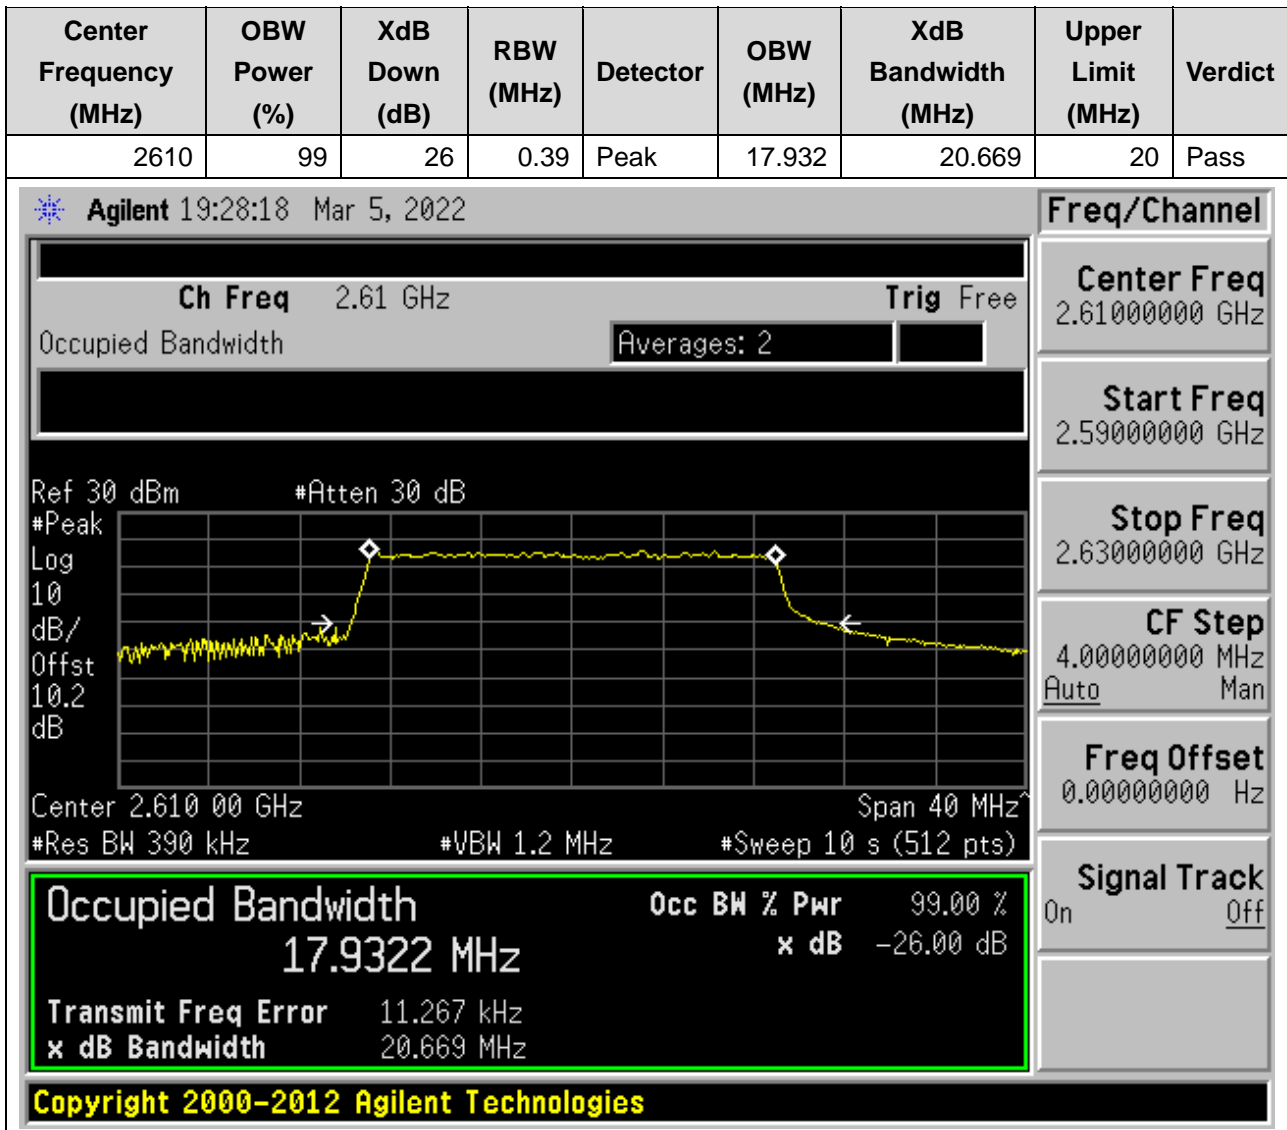 Center Frequency (MHz) OBW Power (%) XdB Down (dB) RBW (MHz) Detector OBW (MHz) XdB Bandwidth (MHz) Upper Limit (MHz) Verdict
2610 99 26 0.39 Peak 17.932 20.669 20 Pass
Agilent 19:28:18 Mar 5, 2022
Freq/Channel
Ch Freq 2.61 GHz Trig Free
Occupied Bandwidth Averages: 2
Center Freq
2.61000000 GHz
Start Freq
2.59000000 GHz
Stop Freq
2.63000000 GHz
CF Step
4.00000000 MHz
Auto Man
Freq Offset
0.00000000 Hz
Signal Track
On Off
Ref 30 dBm #Atten 30 dB
#Peak
Log
10
dB/
Offst
10.2
dB
Center 2.610 00 GHz Span 40 MHz^
#Res BW 390 kHz #VBW 1.2 MHz #Sweep 10 s (512 pts)
Occupied Bandwidth Occ BW % Pwr 99.00 %
17.9322 MHz x dB -26.00 dB
Transmit Freq Error 11.267 kHz
x dB Bandwidth 20.669 MHz
Copyright 2000-2012 Agilent Technologies